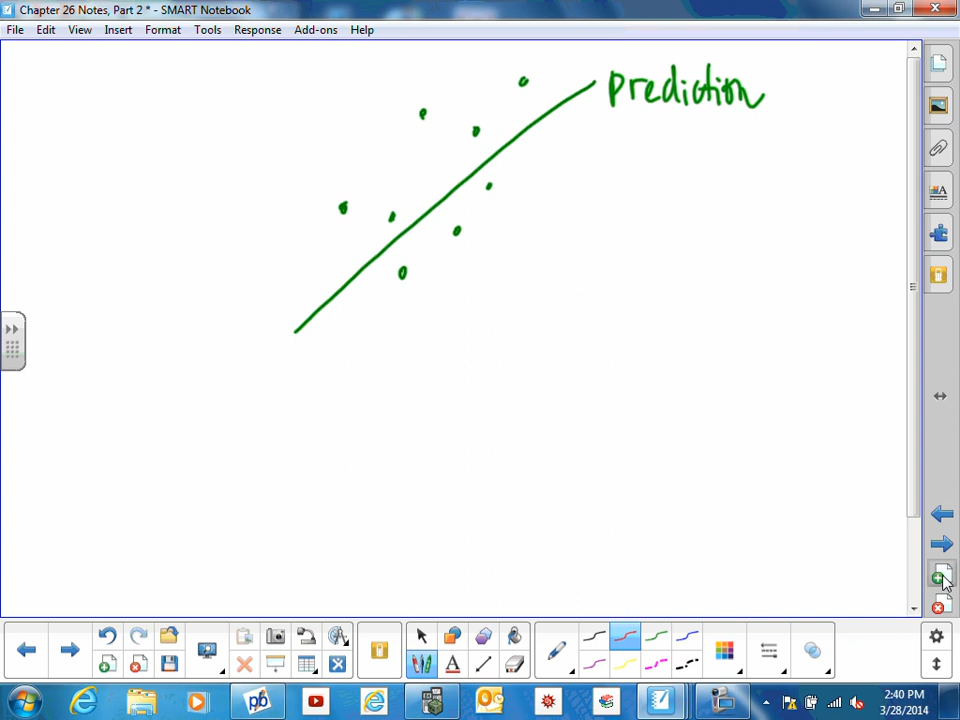 Chapter 26 Notes, Part 2 * - SMART Notebook
File Edit View Insert Format Tools Response Add-ons Help
prediction
2:40 PM
3/28/2014